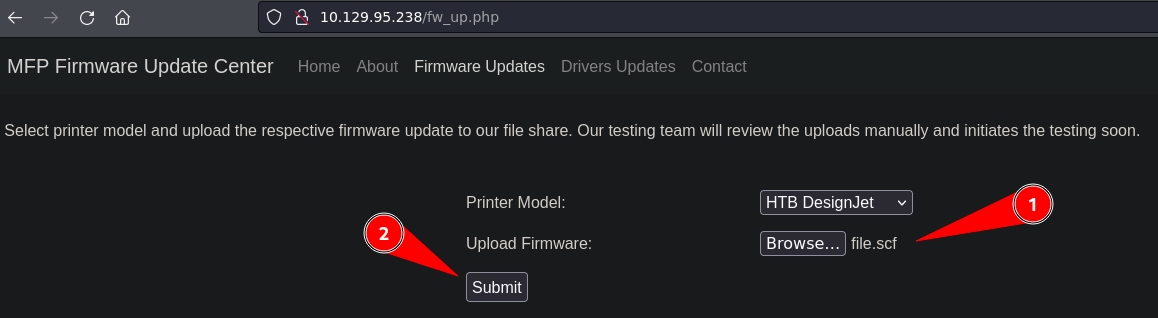 10.129.95.238/fw_up.php
MFP Firmware Update Center Home About Firmware Updates Drivers Updates Contact
Select printer model and upload the respective firmware update to our file share. Our testing team will review the uploads manually and initiates the testing soon.
Printer Model: HTB DesignJet 1
2 Upload Firmware: Browse... file.scf
Submit